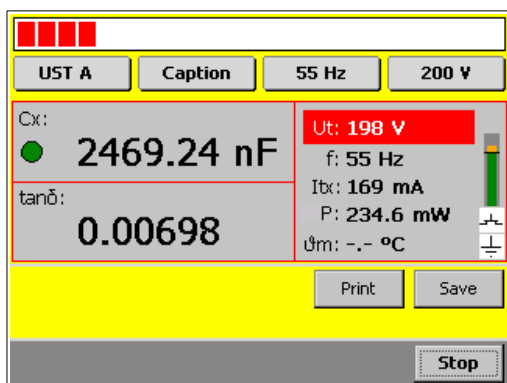 UST A
Caption
55 Hz
200 V
Cx:
2469.24 nF
tanδ:
0.00698
Ut: 198 V
f: 55 Hz
Itx: 169 mA
P: 234.6 mW
ϑm: -.- ºC
Print
Save
Stop